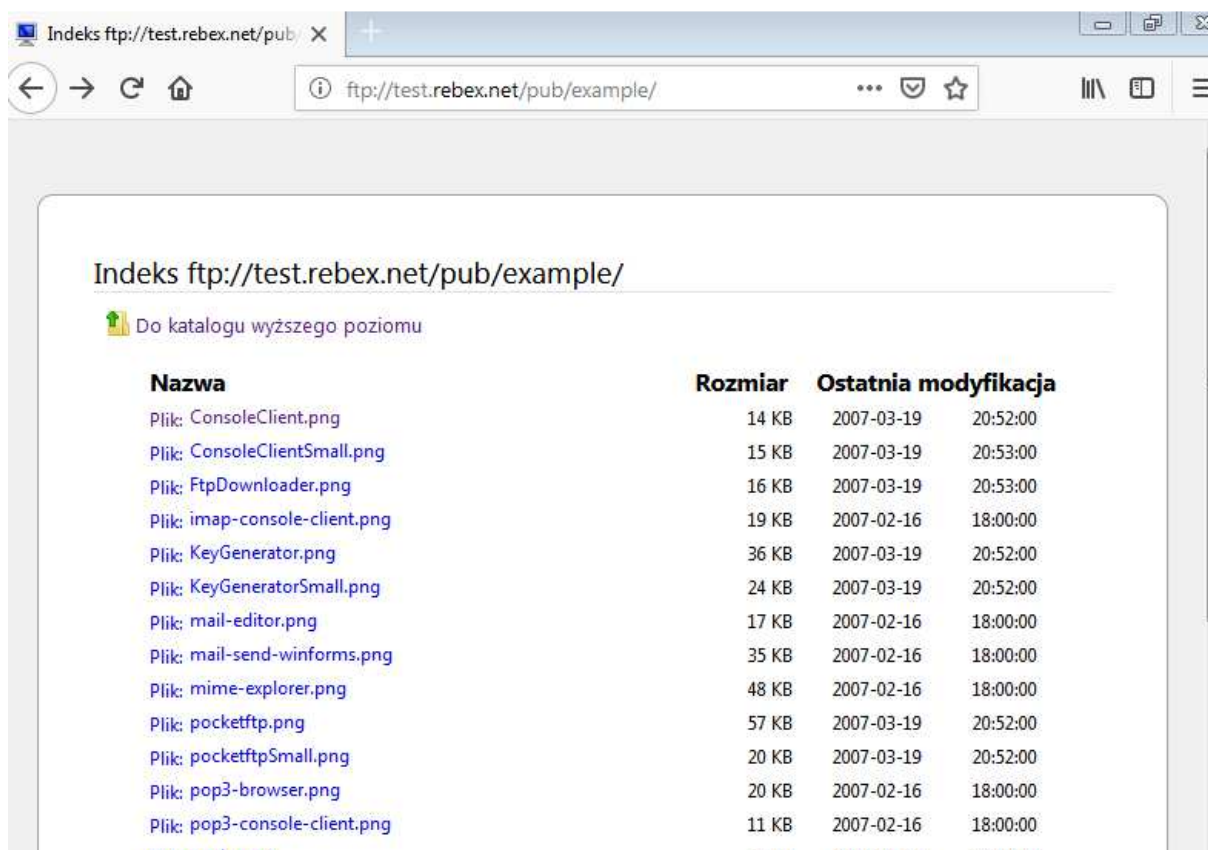 Indeks ftp://test.rebex.net/pub/
ftp://test.rebex.net/pub/example/
Indeks ftp://test.rebex.net/pub/example/
Do katalogu wyższego poziomu
Nazwa Rozmiar Ostatnia modyfikacja
Plik: ConsoleClient.png 14 KB 2007-03-19 20:52:00
Plik: ConsoleClientSmall.png 15 KB 2007-03-19 20:53:00
Plik: FtpDownloader.png 16 KB 2007-03-19 20:53:00
Plik: imap-console-client.png 19 KB 2007-02-16 18:00:00
Plik: KeyGenerator.png 36 KB 2007-03-19 20:52:00
Plik: KeyGeneratorSmall.png 24 KB 2007-03-19 20:52:00
Plik: mail-editor.png 17 KB 2007-02-16 18:00:00
Plik: mail-send-winforms.png 35 KB 2007-02-16 18:00:00
Plik: mime-explorer.png 48 KB 2007-02-16 18:00:00
Plik: pocketftp.png 57 KB 2007-03-19 20:52:00
Plik: pocketftpSmall.png 20 KB 2007-03-19 20:52:00
Plik: pop3-browser.png 20 KB 2007-02-16 18:00:00
Plik: pop3-console-client.png 11 KB 2007-02-16 18:00:00